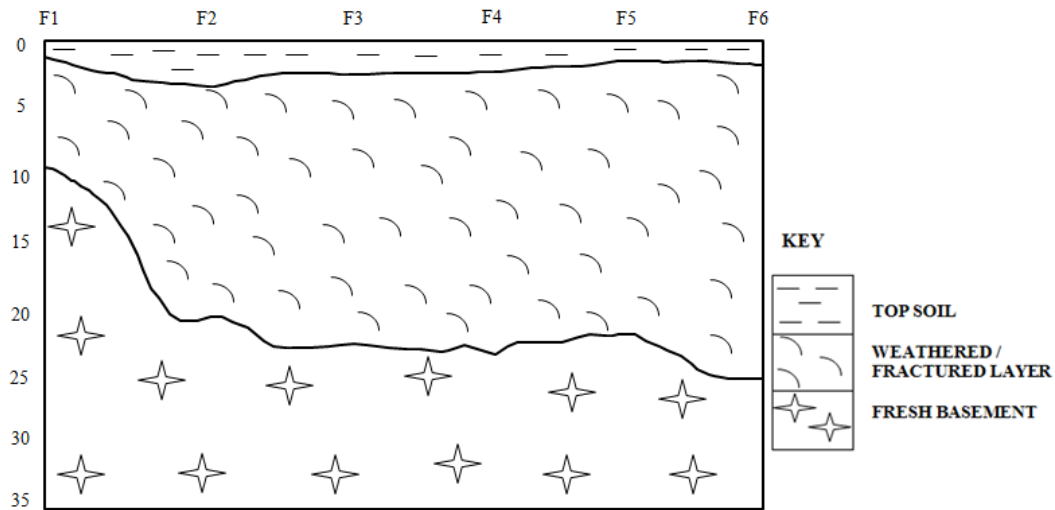 F1 F2 F3 F4 F5 F6
0
5
10
15
20
25
30
35
KEY
TOP SOIL
WEATHERED /
FRACTURED LAYER
FRESH BASEMENT